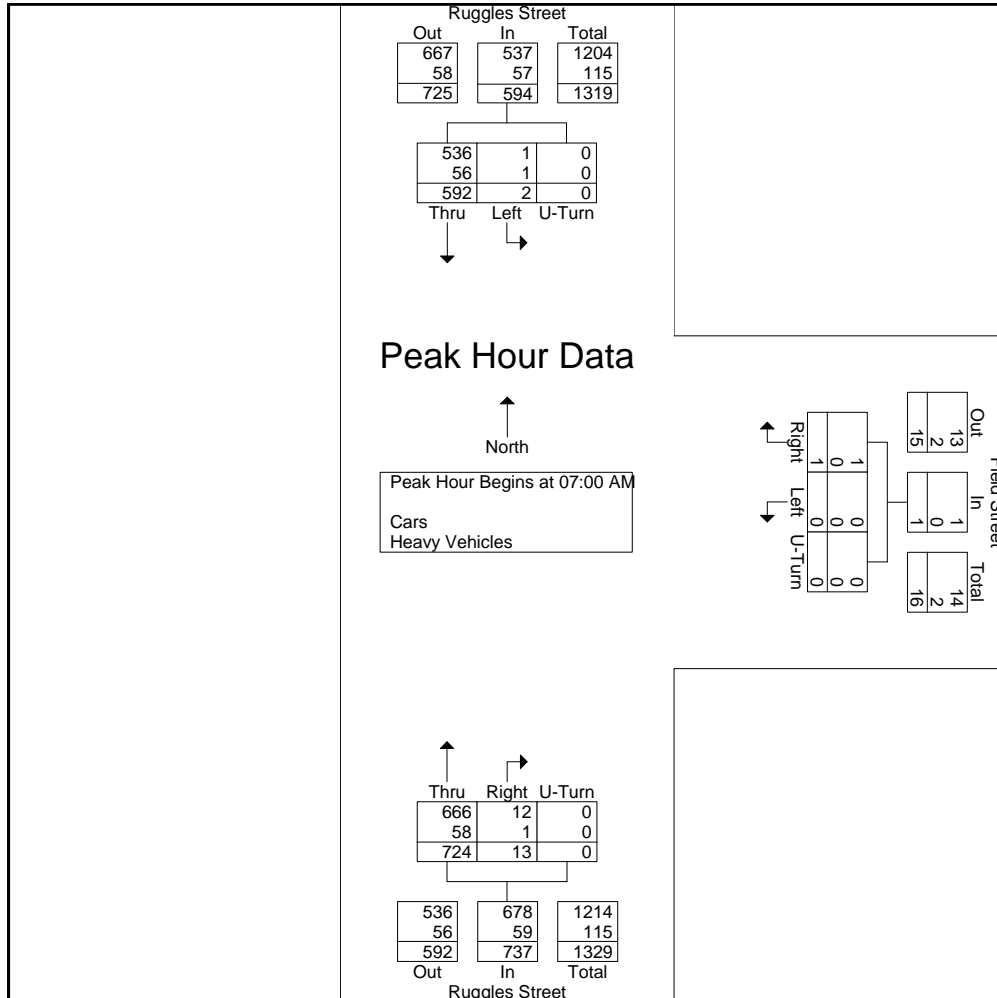 Ruggles Street
Out In Total
667 537 1204
58 57 115
725 594 1319
536 1 0
56 1 0
592 2 0
Thru Left U-Turn
Peak Hour Data
North
Peak Hour Begins at 07:00 AM
Cars
Heavy Vehicles
Field Street
Out In Total
13 1 14
2 0 2
15 1 16
1 0 0
0 0 0
1 0 0
Right Left U-Turn
Thru Right U-Turn
666 12 0
58 1 0
724 13 0
536 678 1214
56 59 115
592 737 1329
Out In Total
Ruggles Street